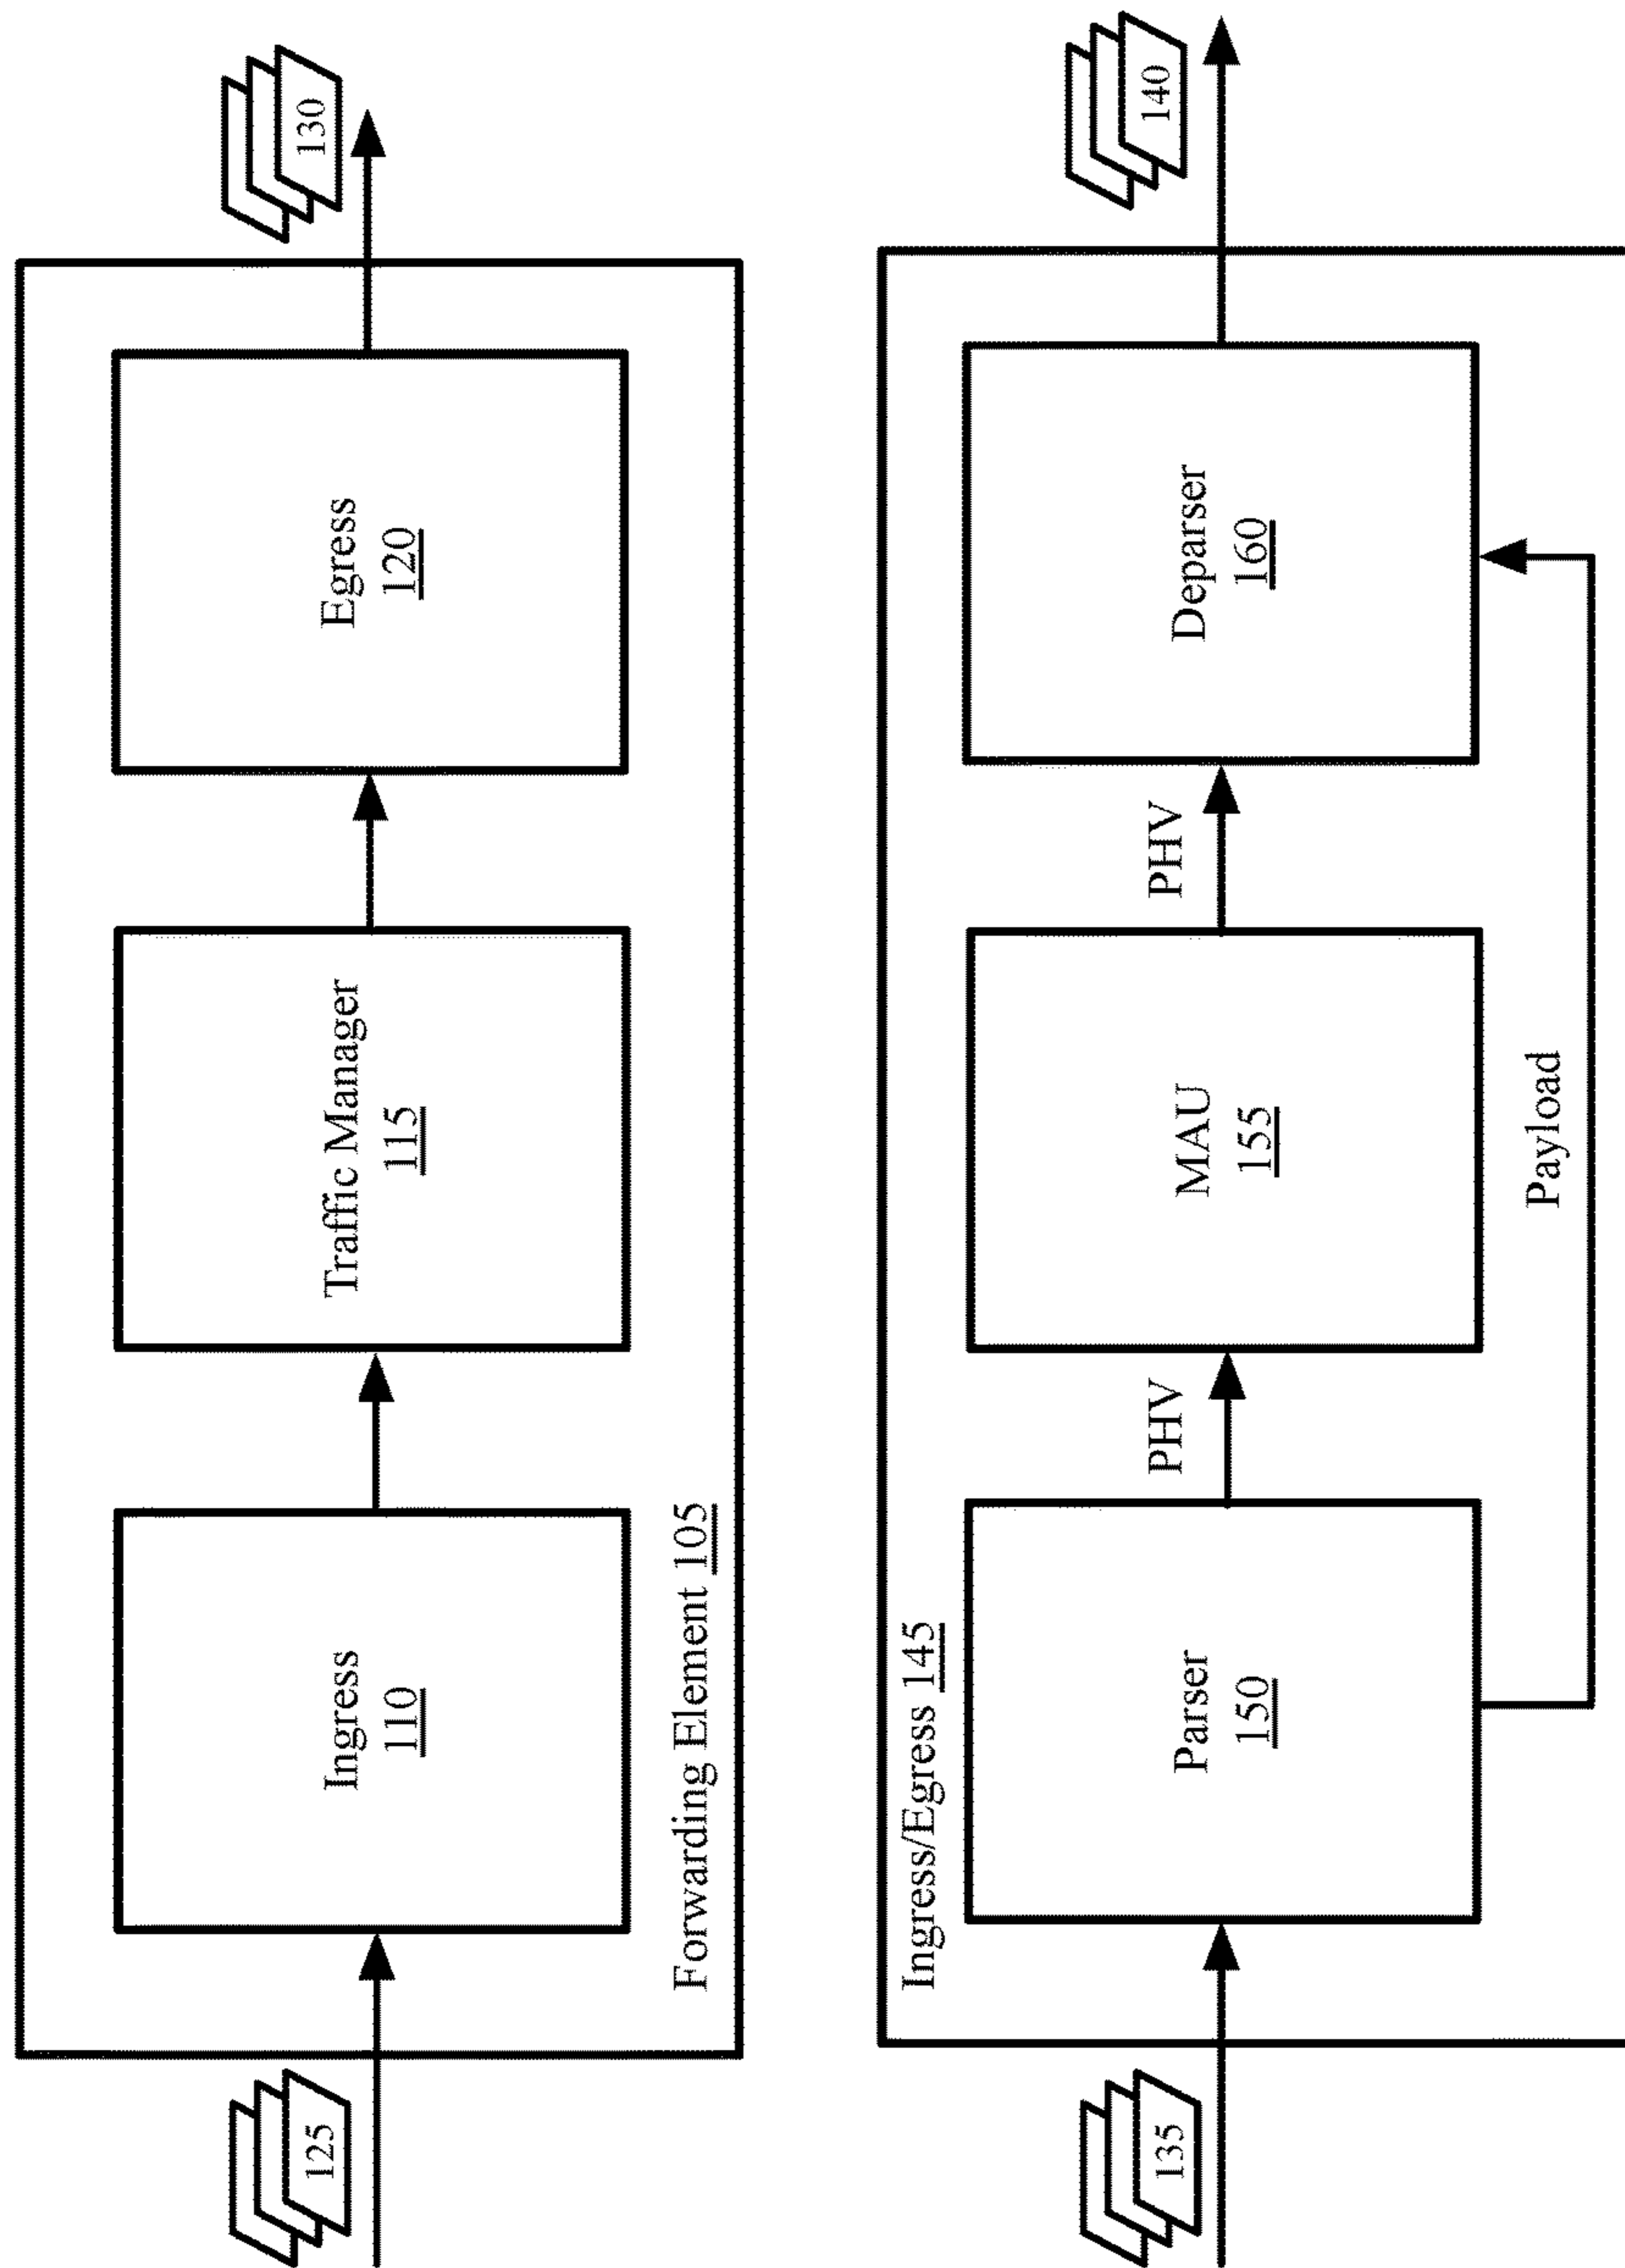 125
Ingress
110
Traffic Manager
115
Egress
120
130
Forwarding Element 105
Ingress/Egress 145
135
Parser
150
PHV
MAU
155
PHV
Deparser
160
140
Payload